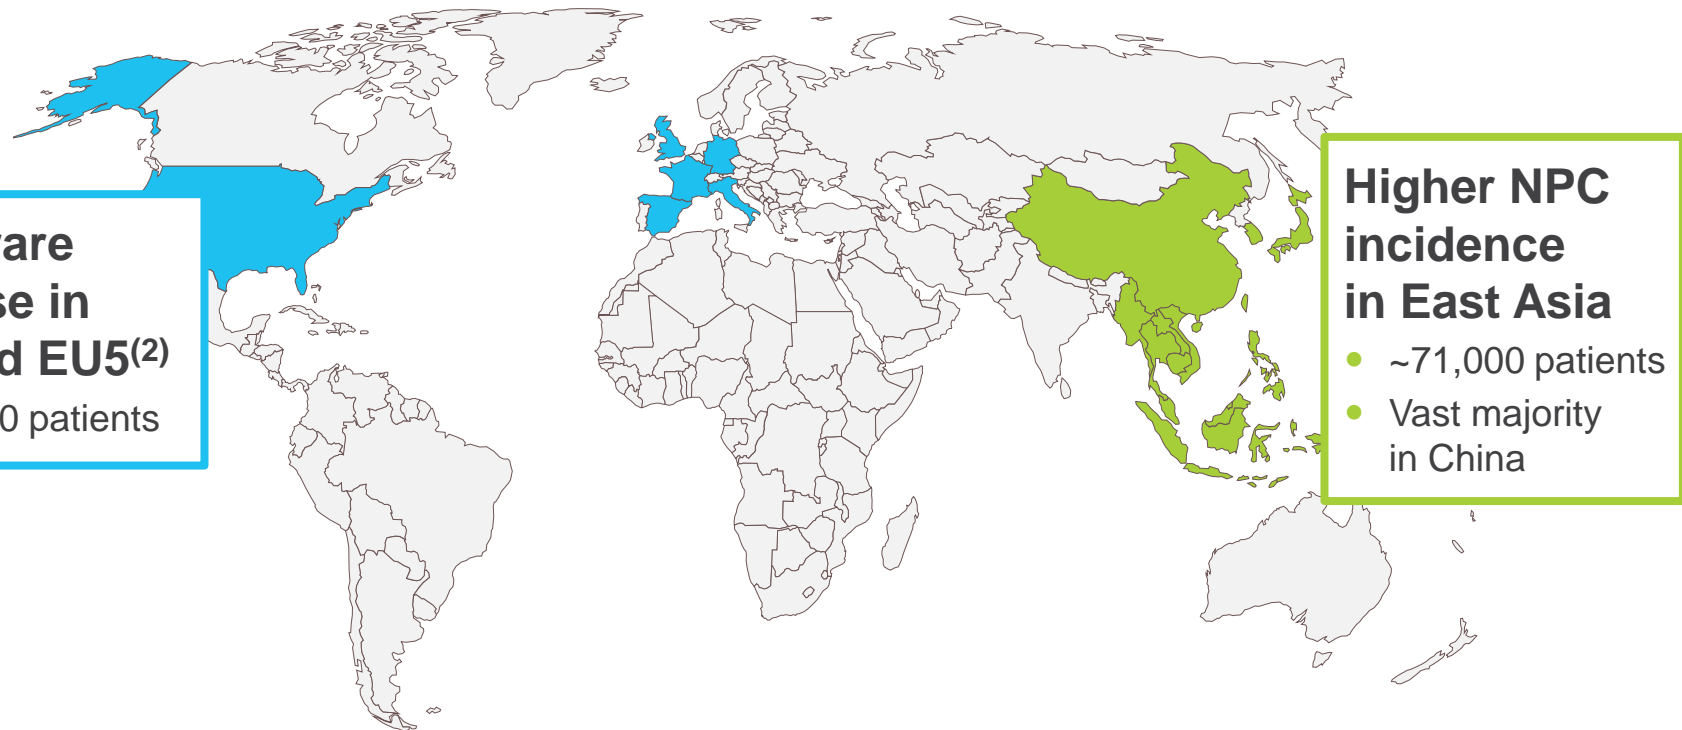 are
se in
d EU5(2)
0 patients
Higher NPC
incidence
in East Asia
• ~71,000 patients
• Vast majority
in China